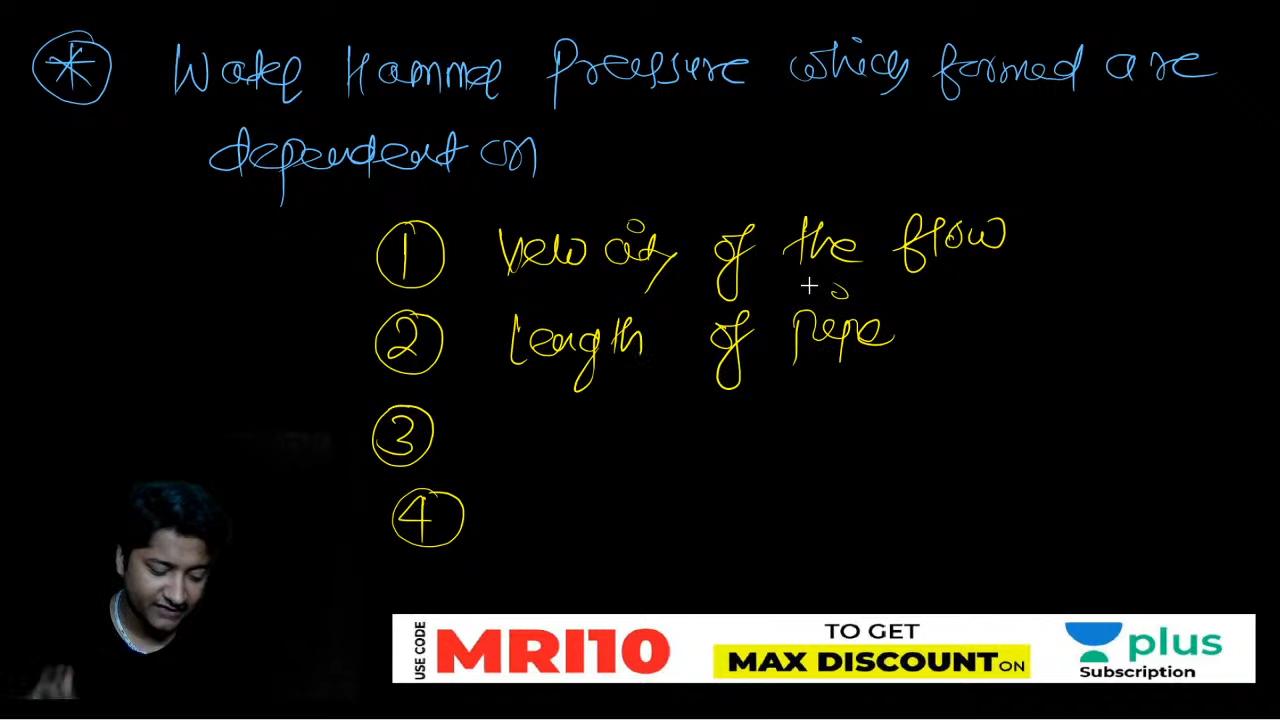 * Water Hammer Pressure which formed are
dependent on
1 Velocity of the flow
2 Length of Pipe
3
4
USE CODE
MRI10
TO GET
MAX DISCOUNT ON
plus
Subscription